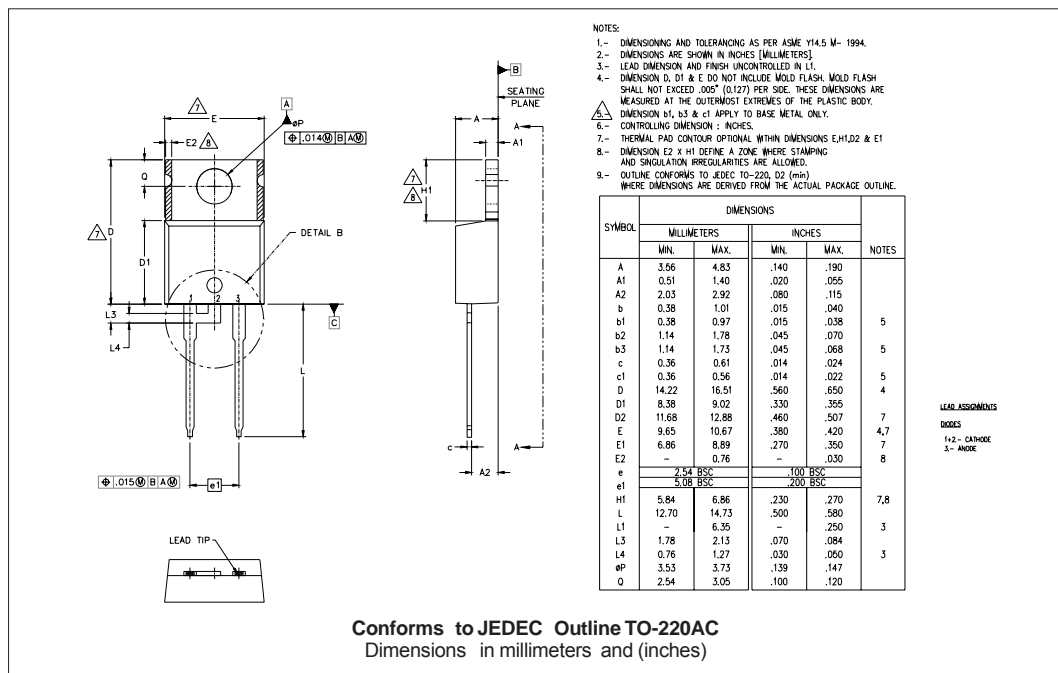 NOTES:
1.- DIMENSIONING AND TOLERANCING AS PER ASME Y14.5 M- 1994.
2.- DIMENSIONS ARE SHOWN IN INCHES [MILLIMETERS].
3.- LEAD DIMENSION AND FINISH UNCONTROLLED IN L1.
4.- DIMENSION D, D1 & E DO NOT INCLUDE MOLD FLASH. MOLD FLASH
SHALL NOT EXCEED .005" (0.127) PER SIDE. THESE DIMENSIONS ARE
MEASURED AT THE OUTERMOST EXTREMES OF THE PLASTIC BODY.
5.- DIMENSION b1, b3 & c1 APPLY TO BASE METAL ONLY.
6.- CONTROLLING DIMENSION : INCHES.
7.- THERMAL PAD CONTOUR OPTIONAL WITHIN DIMENSIONS E,H1,D2 & E1
8.- DIMENSION E2 X H1 DEFINE A ZONE WHERE STAMPING
AND SINGULATION IRREGULARITIES ARE ALLOWED.
9.- OUTLINE CONFORMS TO JEDEC TO-220, D2 (min)
WHERE DIMENSIONS ARE DERIVED FROM THE ACTUAL PACKAGE OUTLINE.
7
E
E2 8
A
øP
⌖ .014Ⓜ B AⓂ
Q
7 D
D1
DETAIL B
1 2 3
L3
L4
C
L
⌖ .015Ⓜ B AⓂ
e1
LEAD TIP
B
SEATING
PLANE
A
A
A1
7
8
H1
c
A
A2
SYMBOL DIMENSIONS NOTES
MILLIMETERS INCHES
MIN. MAX. MIN. MAX.
A 3.56 4.83 .140 .190
A1 0.51 1.40 .020 .055
A2 2.03 2.92 .080 .115
b 0.38 1.01 .015 .040
b1 0.38 0.97 .015 .038 5
b2 1.14 1.78 .045 .070
b3 1.14 1.73 .045 .068 5
c 0.36 0.61 .014 .024
c1 0.36 0.56 .014 .022 5
D 14.22 16.51 .560 .650 4
D1 8.38 9.02 .330 .355
D2 11.68 12.88 .460 .507 7
E 9.65 10.67 .380 .420 4,7
E1 6.86 8.89 .270 .350 7
E2 – 0.76 – .030 8
e 2.54 BSC .100 BSC
e1 5.08 BSC .200 BSC
H1 5.84 6.86 .230 .270 7,8
L 12.70 14.73 .500 .580
L1 – 6.35 – .250 3
L3 1.78 2.13 .070 .084
L4 0.76 1.27 .030 .050 3
øP 3.53 3.73 .139 .147
Q 2.54 3.05 .100 .120
LEAD ASSIGNMENTS
DIODES
1+2.- CATHODE
3.- ANODE
Conforms to JEDEC Outline TO-220AC
Dimensions in millimeters and (inches)